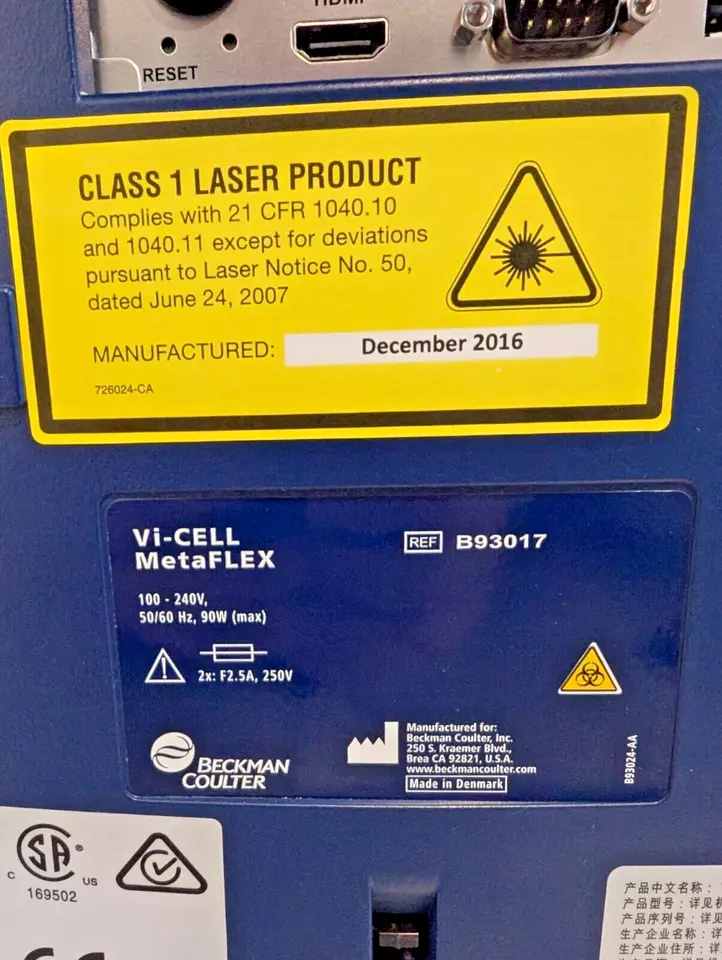 HDMI
RESET
CLASS 1 LASER PRODUCT
Complies with 21 CFR 1040.10
and 1040.11 except for deviations
pursuant to Laser Notice No. 50,
dated June 24, 2007
MANUFACTURED: December 2016
726024-CA
Vi-CELL
MetaFLEX
REF B93017
100 - 240V,
50/60 Hz, 90W (max)
2x: F2.5A, 250V
BECKMAN
COULTER
Manufactured for:
Beckman Coulter, Inc.
250 S. Kraemer Blvd.,
Brea CA 92821, U.S.A.
www.beckmancoulter.com
Made in Denmark
B93024-AA
C SA ® US
169502
CE
产品中文名称：
产品型号：详见
产品序列号：详见
生产企业名称：详
生产企业住所：详